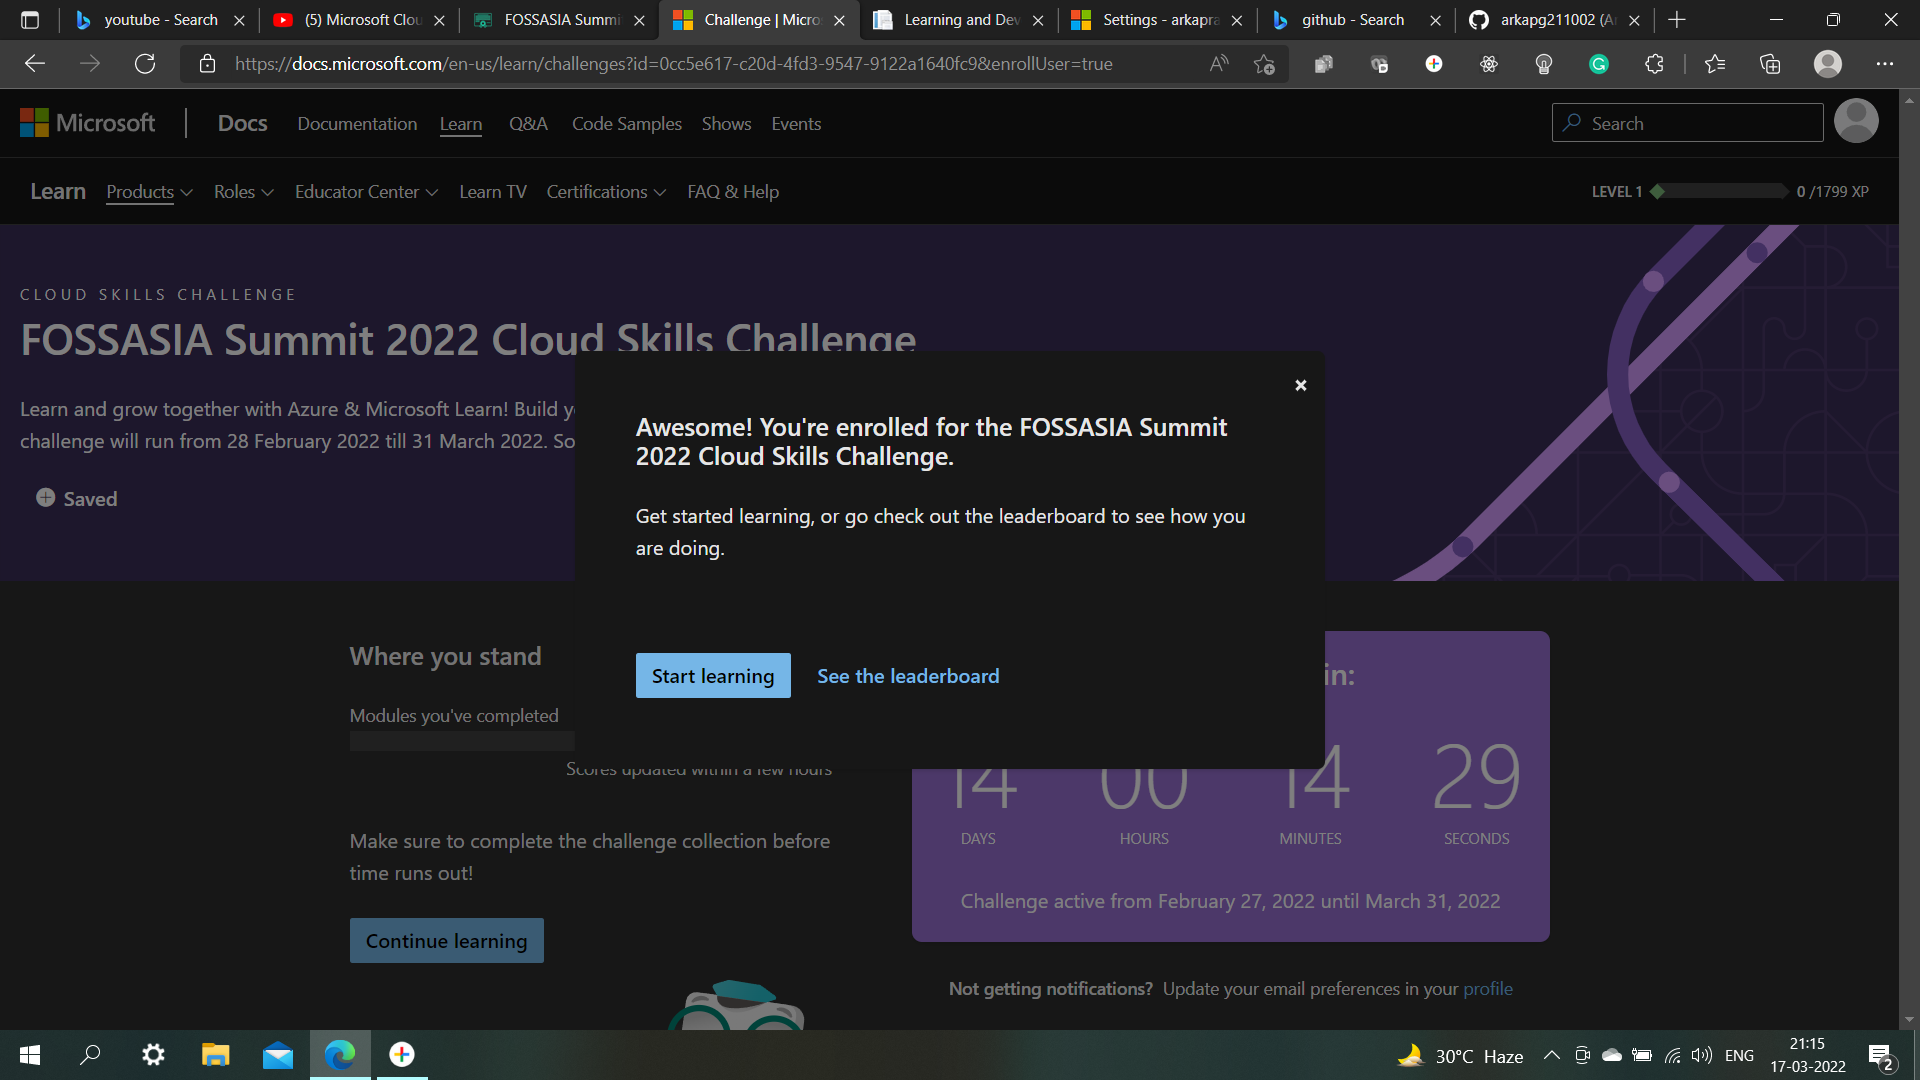 youtube - Search
(5) Microsoft Clou
FOSSASIA Summi
Challenge | Micro
Learning and Dev
Settings - arkapra
github - Search
arkapg211002 (A
https://docs.microsoft.com/en-us/learn/challenges?id=0cc5e617-c20d-4fd3-9547-9122a1640fc9&enrollUser=true
Microsoft
Docs
Documentation
Learn
Q&A
Code Samples
Shows
Events
Search
Learn
Products
Roles
Educator Center
Learn TV
Certifications
FAQ & Help
LEVEL 1
0 /1799 XP
CLOUD SKILLS CHALLENGE
FOSSASIA Summit 2022 Cloud Skills Challenge
Learn and grow together with Azure & Microsoft Learn! Build y
challenge will run from 28 February 2022 till 31 March 2022. So
Saved
Awesome! You're enrolled for the FOSSASIA Summit
2022 Cloud Skills Challenge.
Get started learning, or go check out the leaderboard to see how you
are doing.
Start learning
See the leaderboard
Where you stand
Modules you've completed
Scores updated within a few hours
Make sure to complete the challenge collection before
time runs out!
Continue learning
in:
14
00
14
29
DAYS
HOURS
MINUTES
SECONDS
Challenge active from February 27, 2022 until March 31, 2022
Not getting notifications? Update your email preferences in your profile
30°C Haze
ENG
21:15
17-03-2022
2